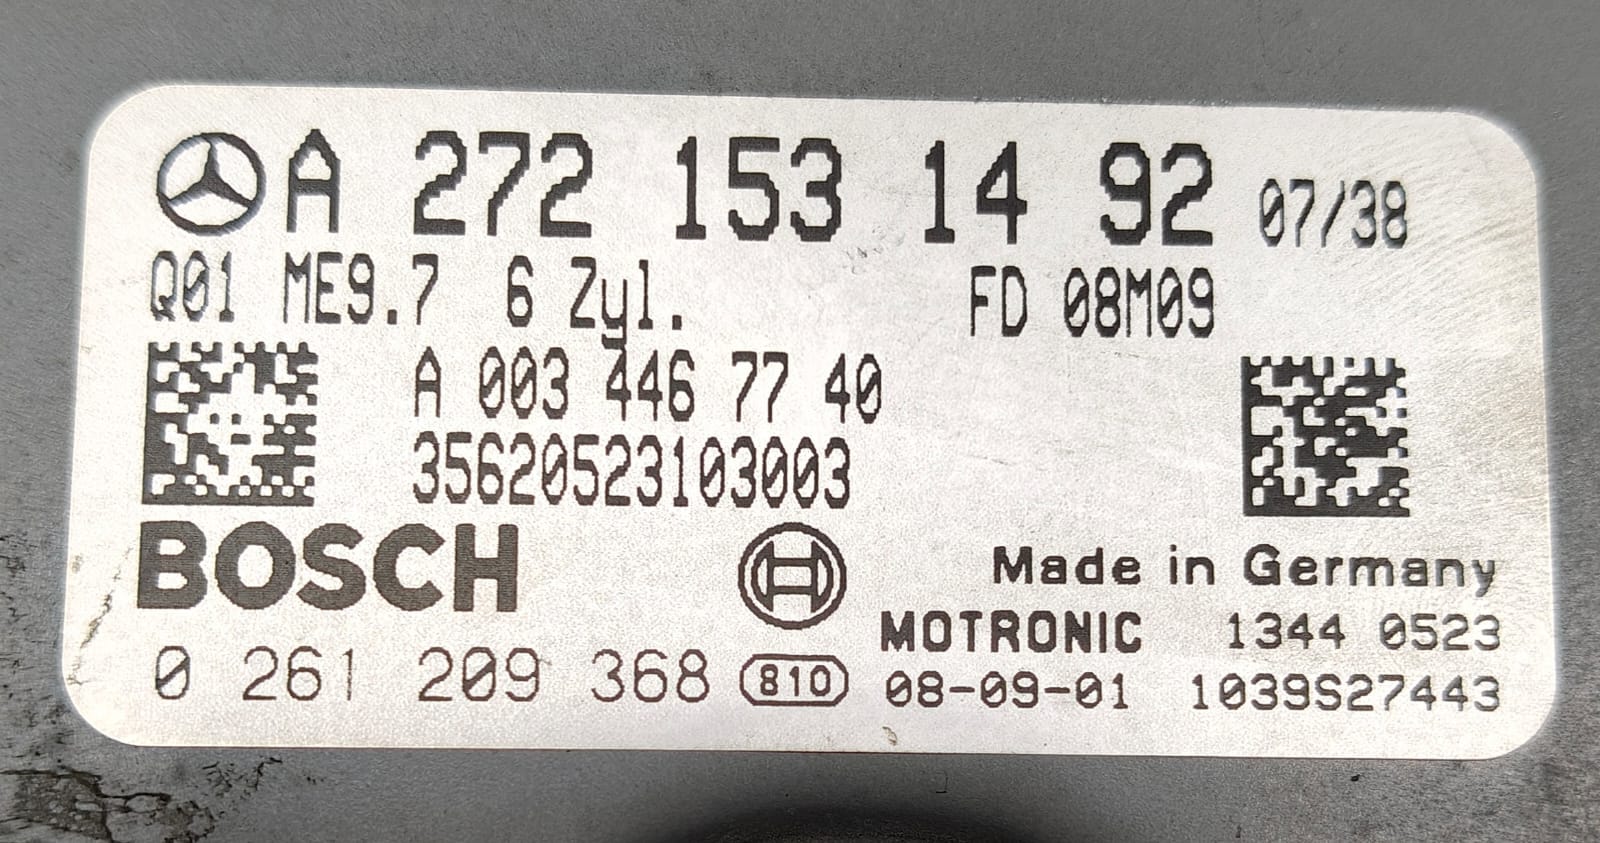 A 272 153 14 92 07/38
Q01 ME9.7 6 Zyl. FD 08M09
A 003 446 77 40
35620523103003
BOSCH
Made in Germany
MOTRONIC 1344 0523
0 261 209 368 810 08-09-01 1039S27443